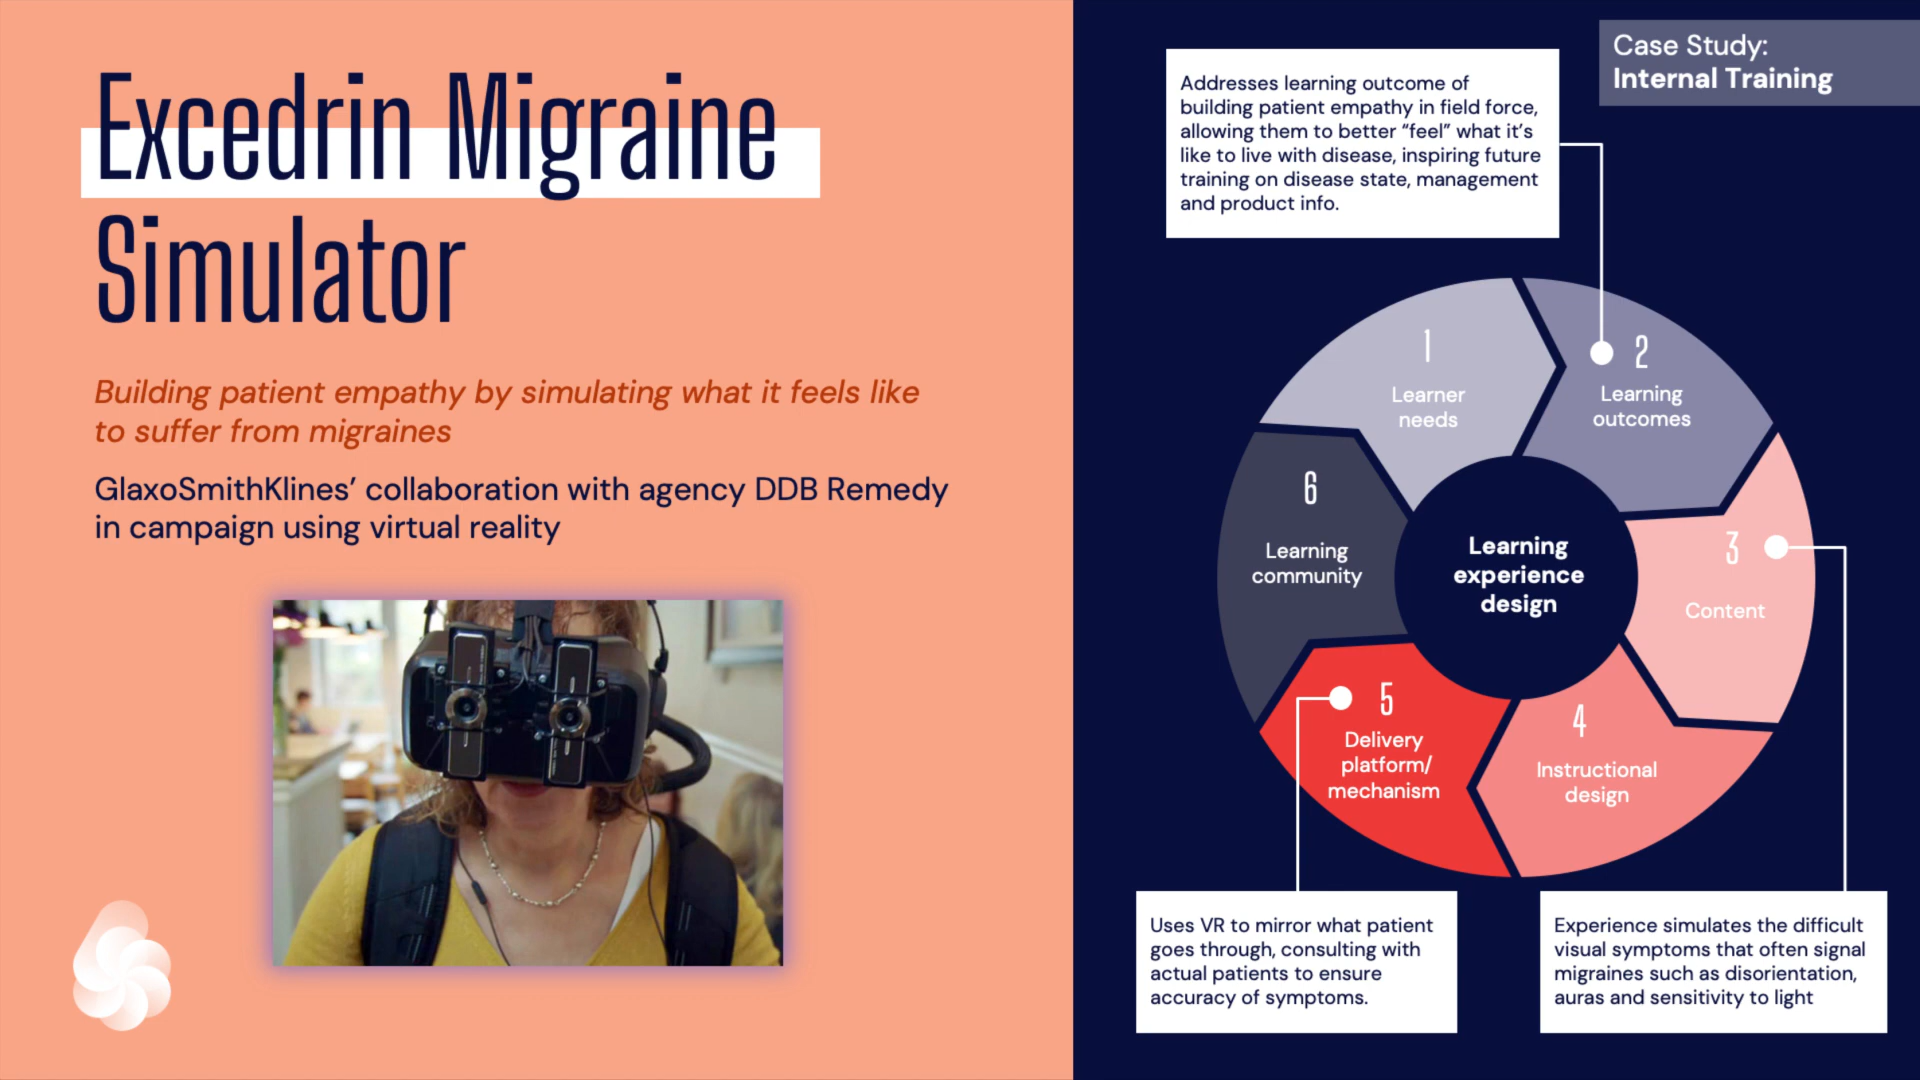 Excedrin Migraine
Simulator
Building patient empathy by simulating what it feels like
to suffer from migraines
GlaxoSmithKlines’ collaboration with agency DDB Remedy
in campaign using virtual reality
Case Study:
Internal Training
Addresses learning outcome of
building patient empathy in field force,
allowing them to better “feel” what it’s
like to live with disease, inspiring future
training on disease state, management
and product info.
1
Learner
needs
2
Learning
outcomes
3
Content
4
Instructional
design
5
Delivery
platform/
mechanism
6
Learning
community
Learning
experience
design
Uses VR to mirror what patient
goes through, consulting with
actual patients to ensure
accuracy of symptoms.
Experience simulates the difficult
visual symptoms that often signal
migraines such as disorientation,
auras and sensitivity to light